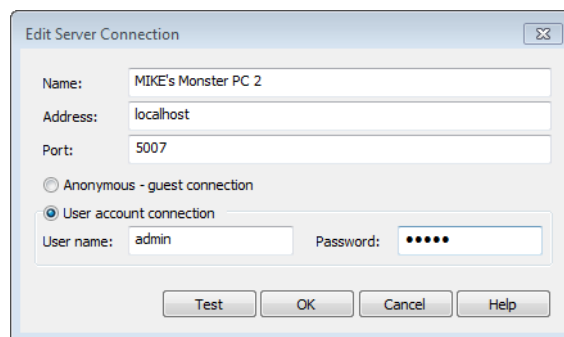 Edit Server Connection
Name: MIKE's Monster PC 2
Address: localhost
Port: 5007
Anonymous - guest connection
User account connection
User name: admin Password: •••••
Test OK Cancel Help